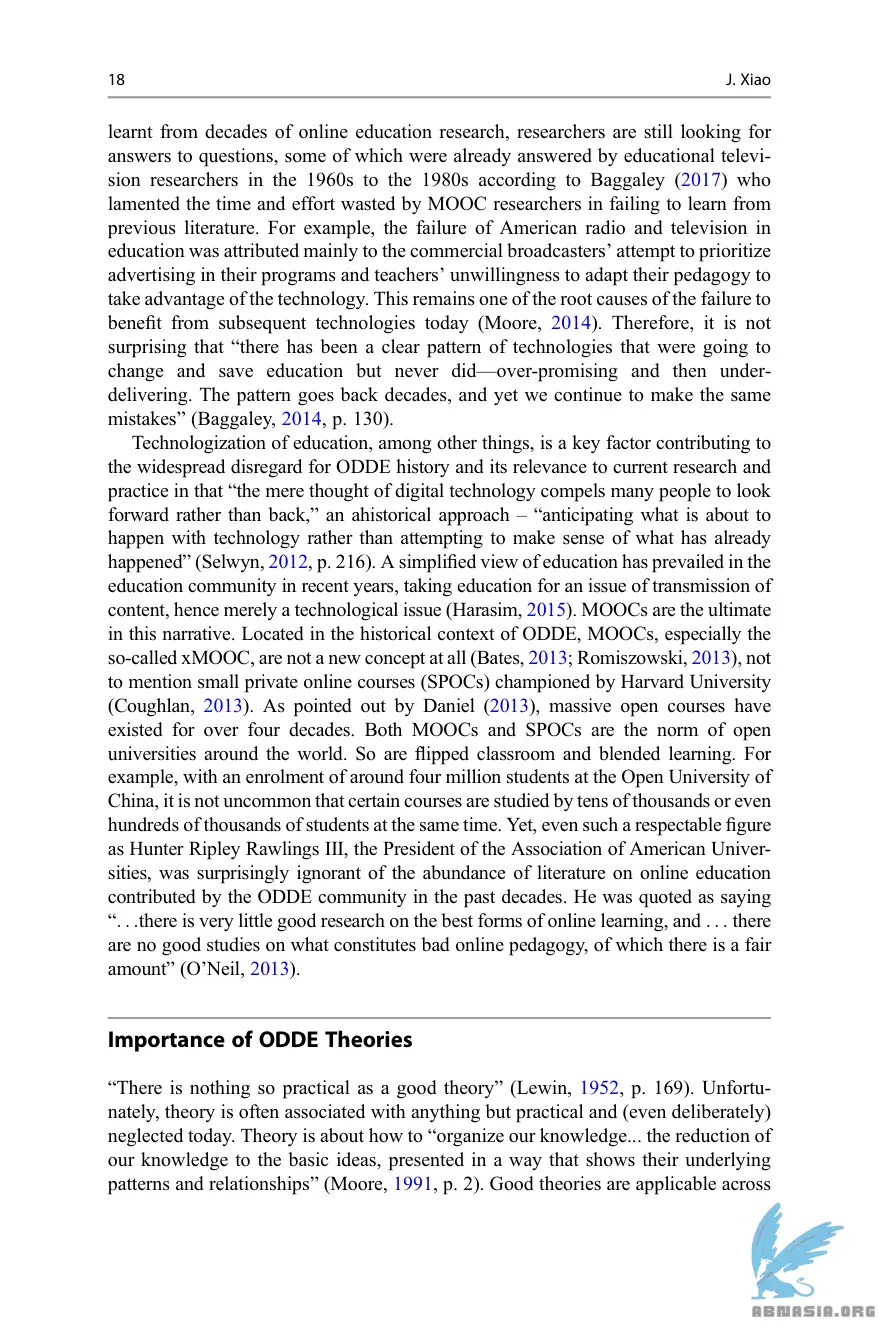 18
J. Xiao
learnt from decades of online education research, researchers are still looking for
answers to questions, some of which were already answered by educational televi-
sion researchers in the 1960s to the 1980s according to Baggaley (2017) who
lamented the time and effort wasted by MOOC researchers in failing to learn from
previous literature. For example, the failure of American radio and television in
education was attributed mainly to the commercial broadcasters’ attempt to prioritize
advertising in their programs and teachers’ unwillingness to adapt their pedagogy to
take advantage of the technology. This remains one of the root causes of the failure to
benefit from subsequent technologies today (Moore, 2014). Therefore, it is not
surprising that “there has been a clear pattern of technologies that were going to
change and save education but never did—over-promising and then under-
delivering. The pattern goes back decades, and yet we continue to make the same
mistakes” (Baggaley, 2014, p. 130).
Technologization of education, among other things, is a key factor contributing to
the widespread disregard for ODDE history and its relevance to current research and
practice in that “the mere thought of digital technology compels many people to look
forward rather than back,” an ahistorical approach – “anticipating what is about to
happen with technology rather than attempting to make sense of what has already
happened” (Selwyn, 2012, p. 216). A simplified view of education has prevailed in the
education community in recent years, taking education for an issue of transmission of
content, hence merely a technological issue (Harasim, 2015). MOOCs are the ultimate
in this narrative. Located in the historical context of ODDE, MOOCs, especially the
so-called xMOOC, are not a new concept at all (Bates, 2013; Romiszowski, 2013), not
to mention small private online courses (SPOCs) championed by Harvard University
(Coughlan, 2013). As pointed out by Daniel (2013), massive open courses have
existed for over four decades. Both MOOCs and SPOCs are the norm of open
universities around the world. So are flipped classroom and blended learning. For
example, with an enrolment of around four million students at the Open University of
China, it is not uncommon that certain courses are studied by tens of thousands or even
hundreds of thousands of students at the same time. Yet, even such a respectable figure
as Hunter Ripley Rawlings III, the President of the Association of American Univer-
sities, was surprisingly ignorant of the abundance of literature on online education
contributed by the ODDE community in the past decades. He was quoted as saying
“. . .there is very little good research on the best forms of online learning, and . . . there
are no good studies on what constitutes bad online pedagogy, of which there is a fair
amount” (O’Neil, 2013).
Importance of ODDE Theories
“There is nothing so practical as a good theory” (Lewin, 1952, p. 169). Unfortu-
nately, theory is often associated with anything but practical and (even deliberately)
neglected today. Theory is about how to “organize our knowledge... the reduction of
our knowledge to the basic ideas, presented in a way that shows their underlying
patterns and relationships” (Moore, 1991, p. 2). Good theories are applicable across
ABNASIA.ORG